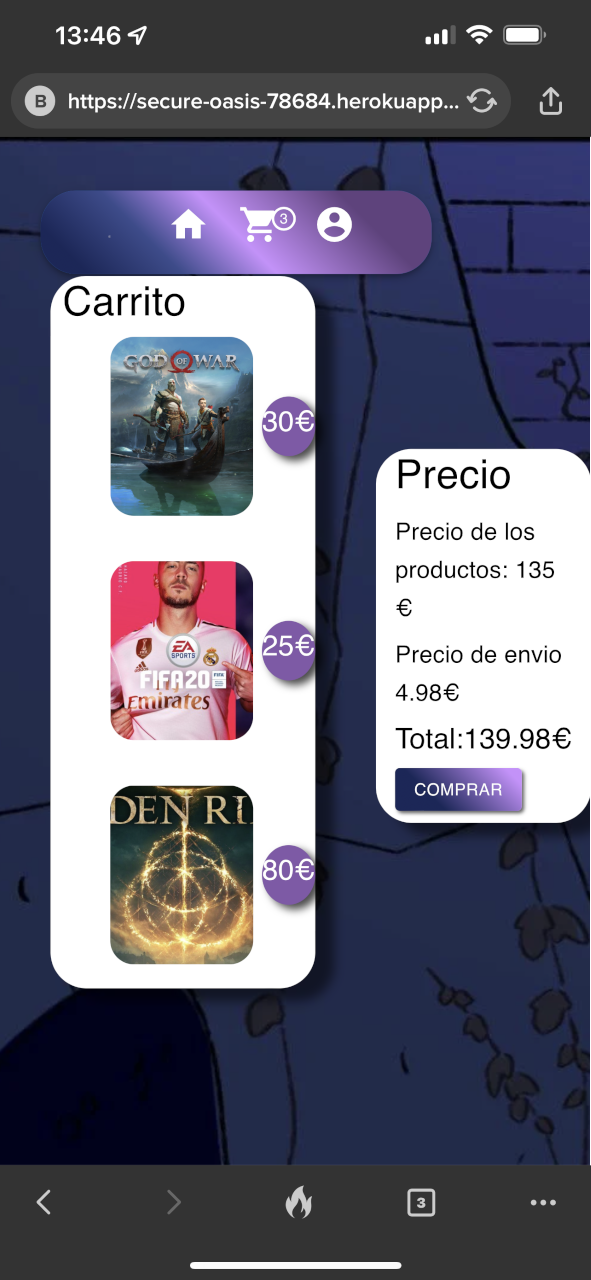 13:46
B https://secure-oasis-78684.herokuapp...
3
Carrito
GOD OF WAR
30€
EA
SPORTS
FIFA20
FIFA
Emirates
25€
DEN RI
80€
Precio
Precio de los
productos: 135
€
Precio de envio
4.98€
Total:139.98€
COMPRAR
3